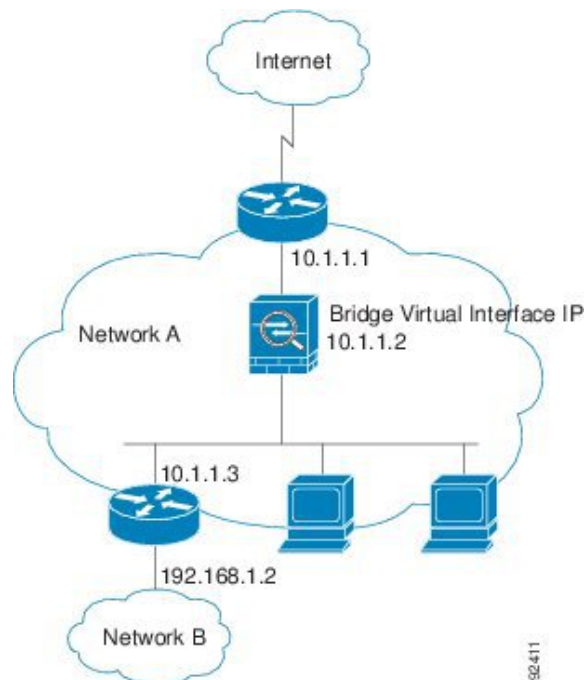 Internet
10.1.1.1
Network A
Bridge Virtual Interface IP
10.1.1.2
10.1.1.3
192.168.1.2
Network B
92411